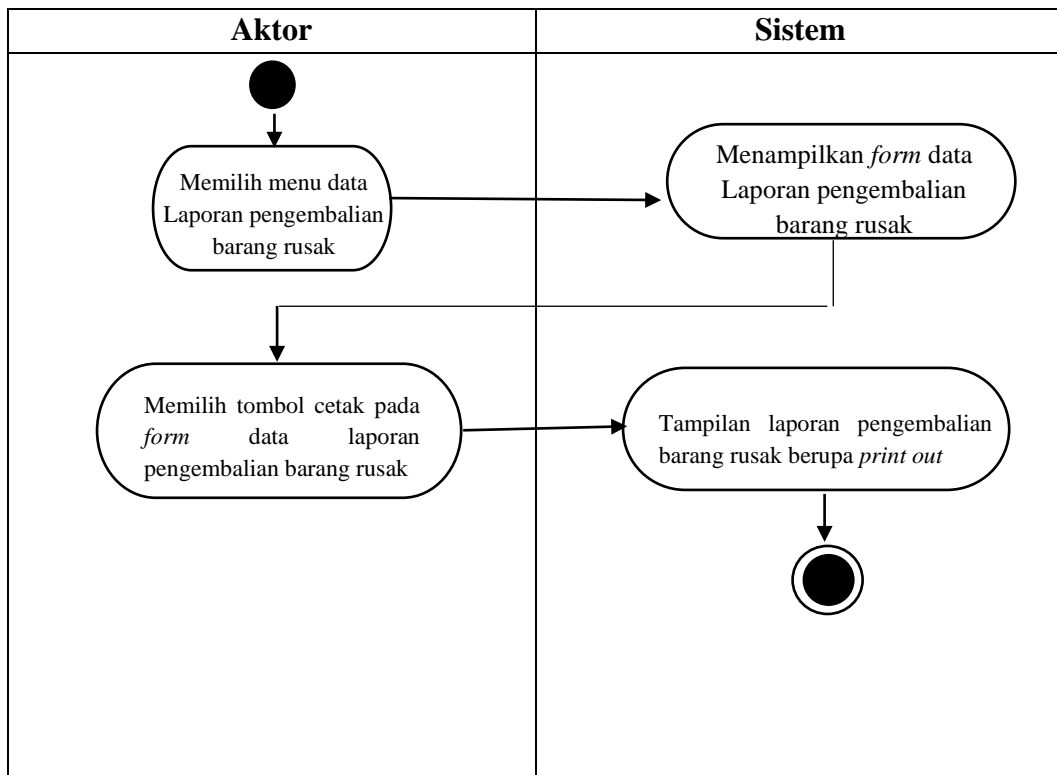 Aktor
Sistem
Memilih menu data
Laporan pengembalian
barang rusak
Menampilkan form data
Laporan pengembalian
barang rusak
Memilih tombol cetak pada
form data laporan
pengembalian barang rusak
Tampilan laporan pengembalian
barang rusak berupa print out